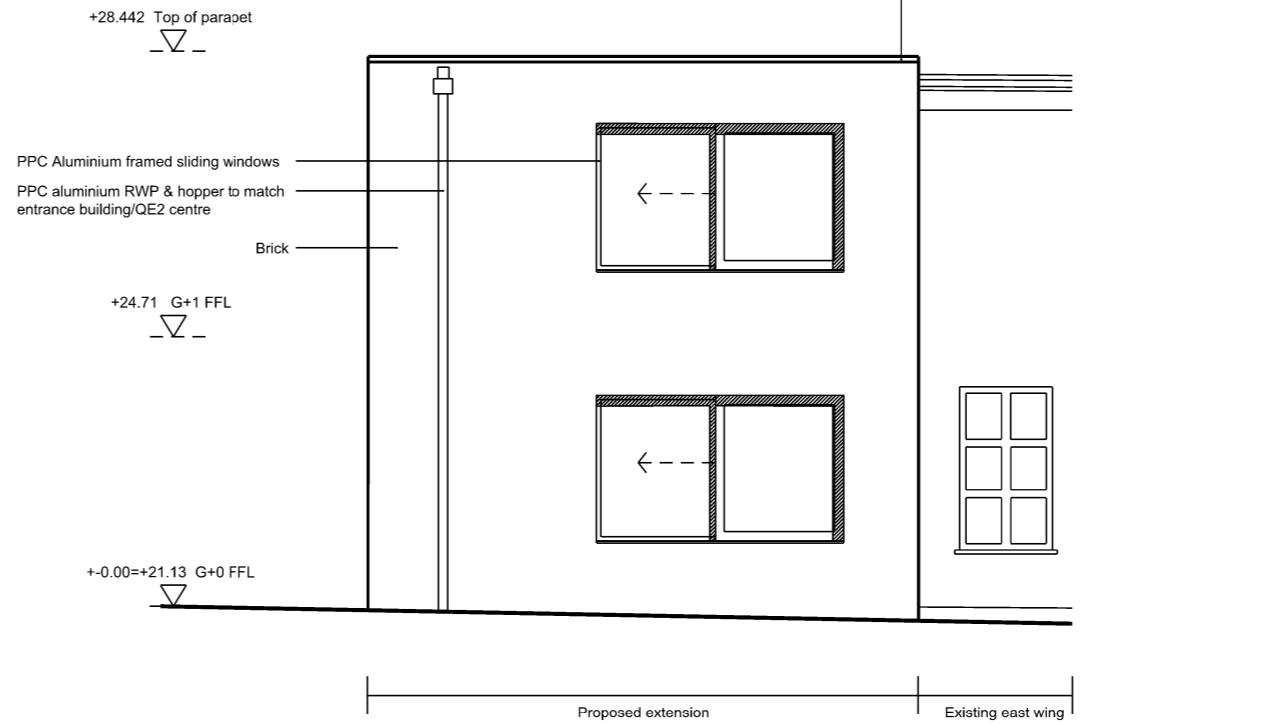 +28.442 Top of parapet
PPC Aluminium framed sliding windows
PPC aluminium RWP & hopper to match
entrance building/QE2 centre
Brick
+24.71 G+1 FFL
+-0.00=+21.13 G+0 FFL
Proposed extension
Existing east wing